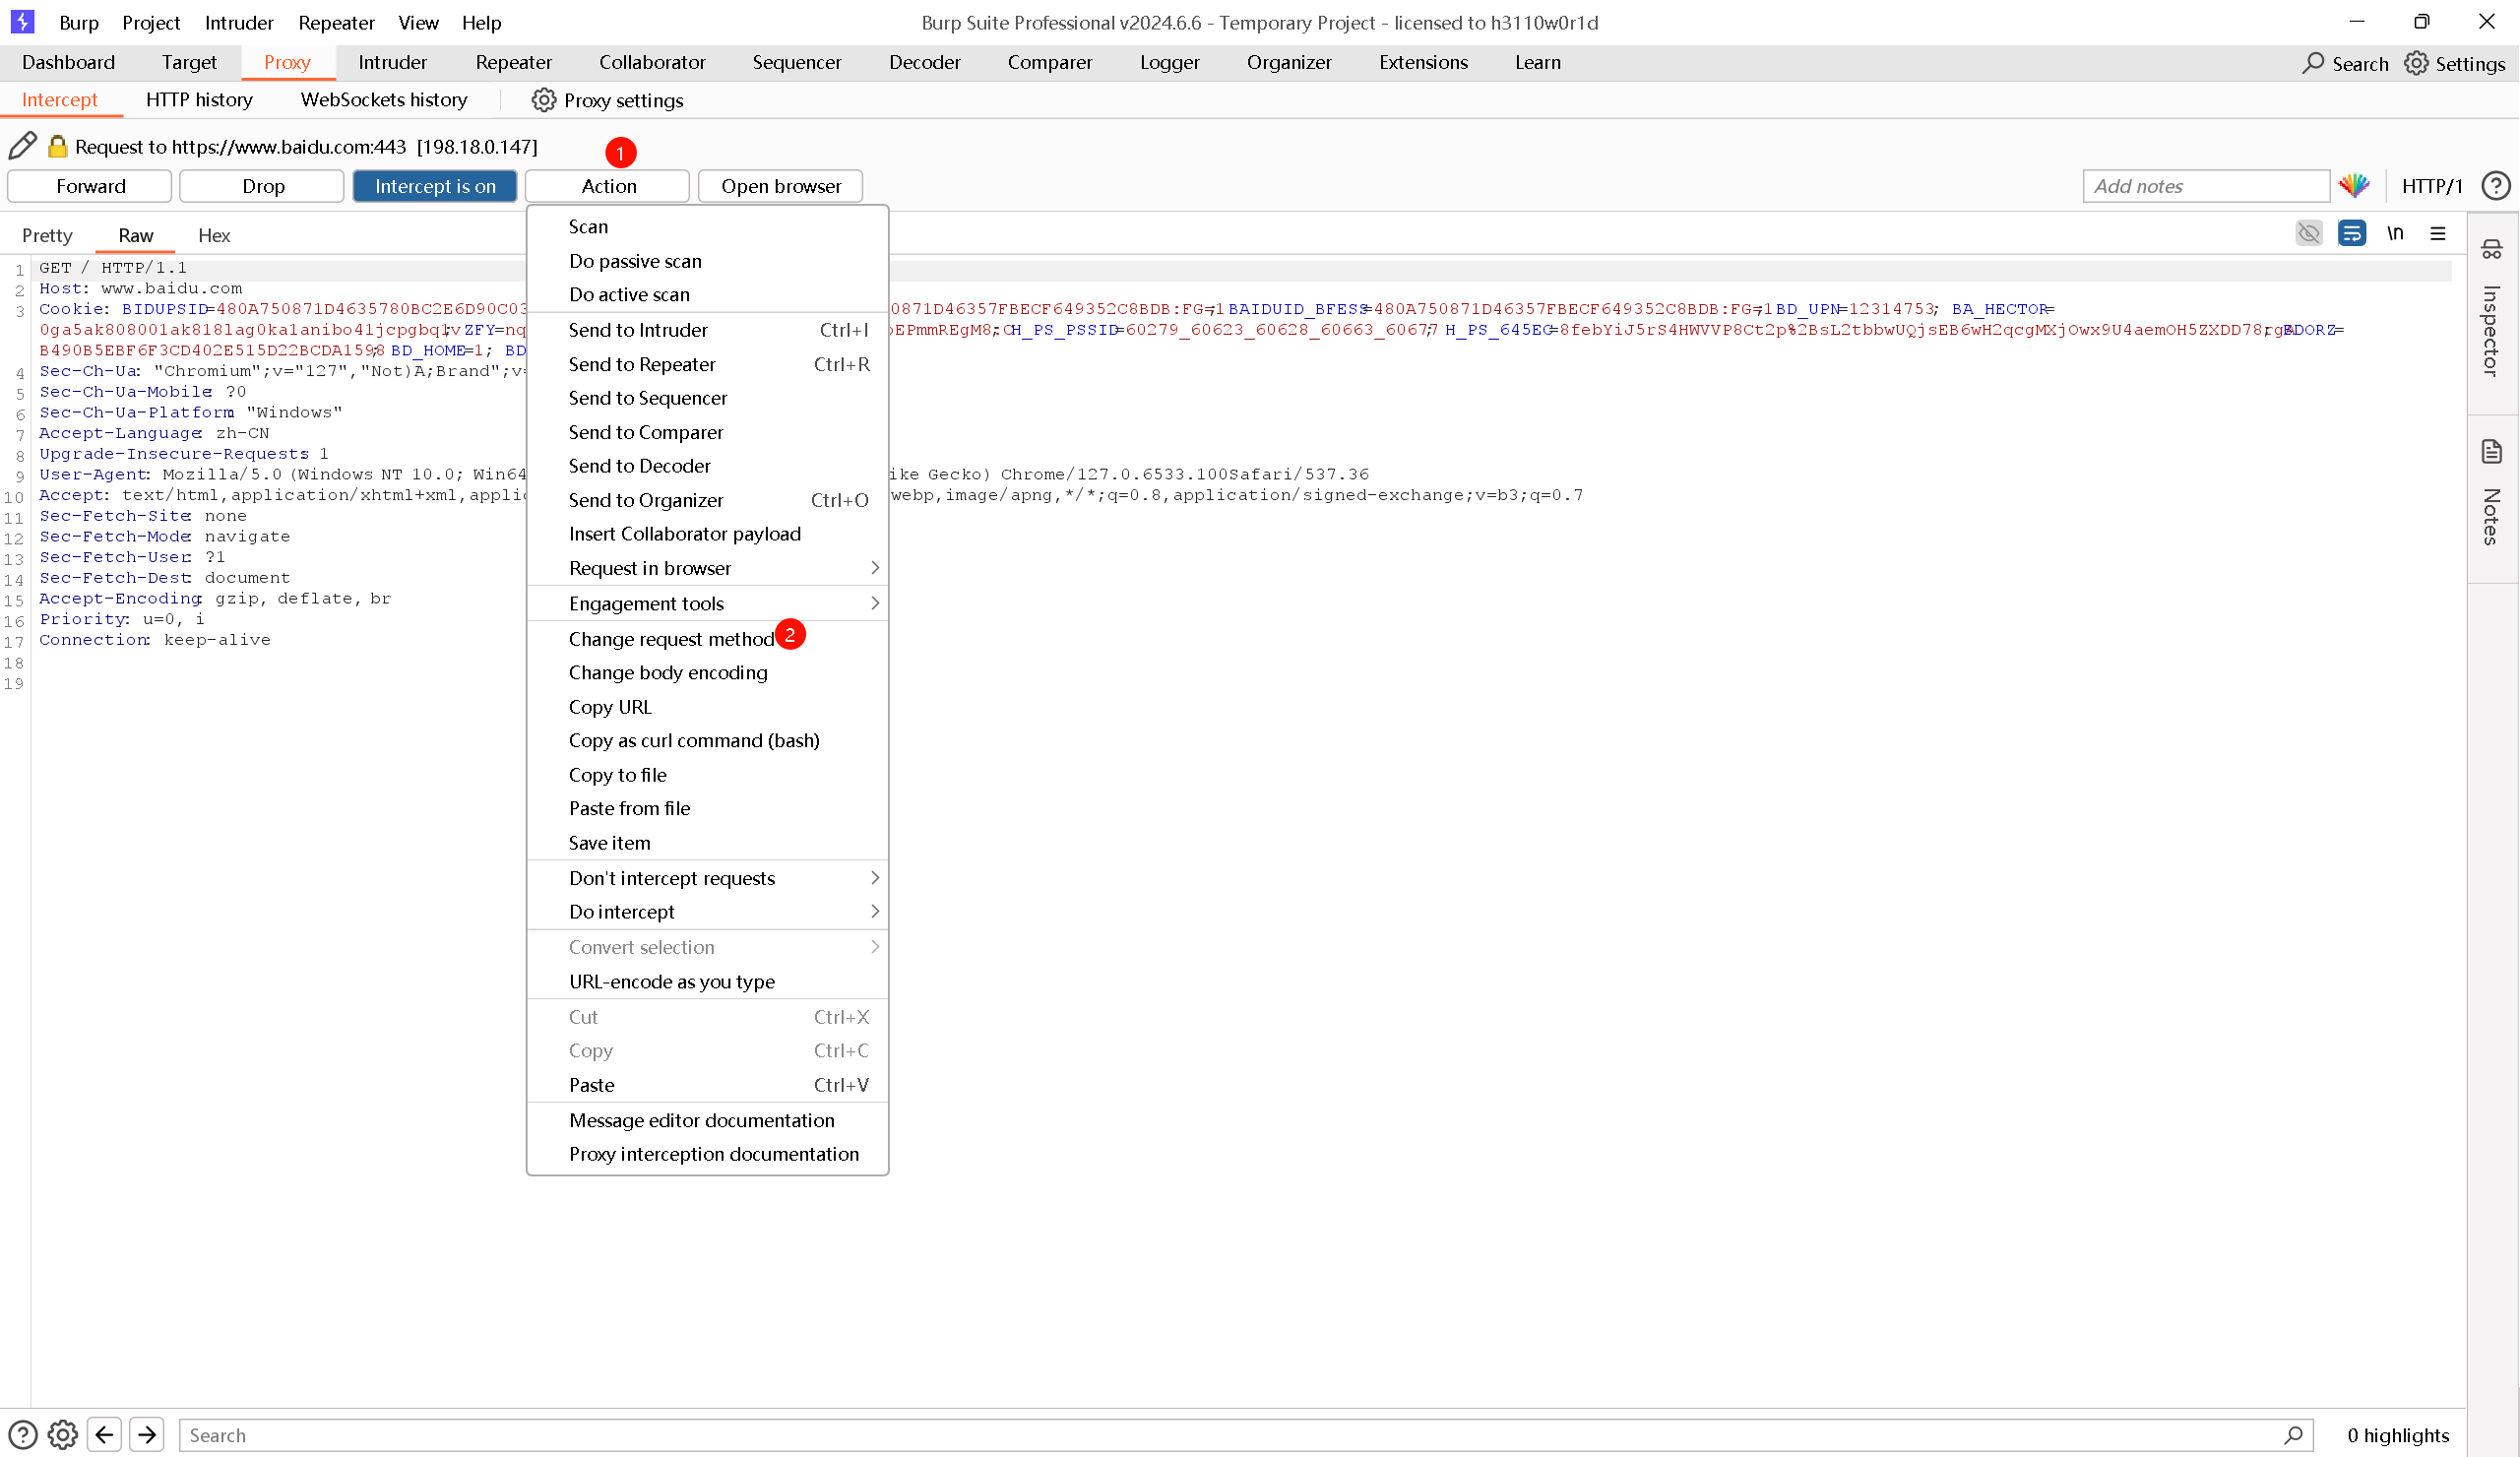 Burp Project Intruder Repeater View Help
Burp Suite Professional v2024.6.6 - Temporary Project - licensed to h3110w0r1d
Dashboard Target Proxy Intruder Repeater Collaborator Sequencer Decoder Comparer Logger Organizer Extensions Learn
Search Settings
Intercept HTTP history WebSockets history Proxy settings
Request to https://www.baidu.com:443 [198.18.0.147]
1
Forward Drop Intercept is on Action Open browser
Add notes HTTP/1
Pretty Raw Hex
\n
1 GET / HTTP/1.1
2 Host: www.baidu.com
3 Cookie: BIDUPSID=480A750871D4635780BC2E6D90C03 0871D46357FBECF649352C8BDB:FG=1 BAIDUID_BFESS=480A750871D46357FBECF649352C8BDB:FG=1 BD_UPN=12314753; BA_HECTOR=
0ga5ak808001ak818lag0ka1anibo41jcpgbq1v ZFY=nq EPmmREgM8:C H_PS_PSSID=60279_60623_60628_60663_60677; H_PS_645EC=8febYiJ5rS4HWVVP8Ct2p%2BsL2tbbwUQjsEB6wH2qcgMXjOwx9U4aemOH5ZXDD78rgA BDORZ=
B490B5EBF6F3CD402E515D22BCDA1598; BD_HOME=1; BD
4 Sec-Ch-Ua: "Chromium";v="127","Not)A;Brand";v=
5 Sec-Ch-Ua-Mobile: ?0
6 Sec-Ch-Ua-Platform: "Windows"
7 Accept-Language: zh-CN
8 Upgrade-Insecure-Requests: 1
9 User-Agent: Mozilla/5.0 (Windows NT 10.0; Win64 ike Gecko) Chrome/127.0.6533.100Safari/537.36
10 Accept: text/html,application/xhtml+xml,applic webp,image/apng,*/*;q=0.8,application/signed-exchange;v=b3;q=0.7
11 Sec-Fetch-Site: none
12 Sec-Fetch-Mode: navigate
13 Sec-Fetch-User: ?1
14 Sec-Fetch-Dest: document
15 Accept-Encoding: gzip, deflate, br
16 Priority: u=0, i
17 Connection: keep-alive
18
19
Scan
Do passive scan
Do active scan
Send to Intruder Ctrl+I
Send to Repeater Ctrl+R
Send to Sequencer
Send to Comparer
Send to Decoder
Send to Organizer Ctrl+O
Insert Collaborator payload
Request in browser
Engagement tools
Change request method 2
Change body encoding
Copy URL
Copy as curl command (bash)
Copy to file
Paste from file
Save item
Don't intercept requests
Do intercept
Convert selection
URL-encode as you type
Cut Ctrl+X
Copy Ctrl+C
Paste Ctrl+V
Message editor documentation
Proxy interception documentation
Inspector
Notes
Search
0 highlights